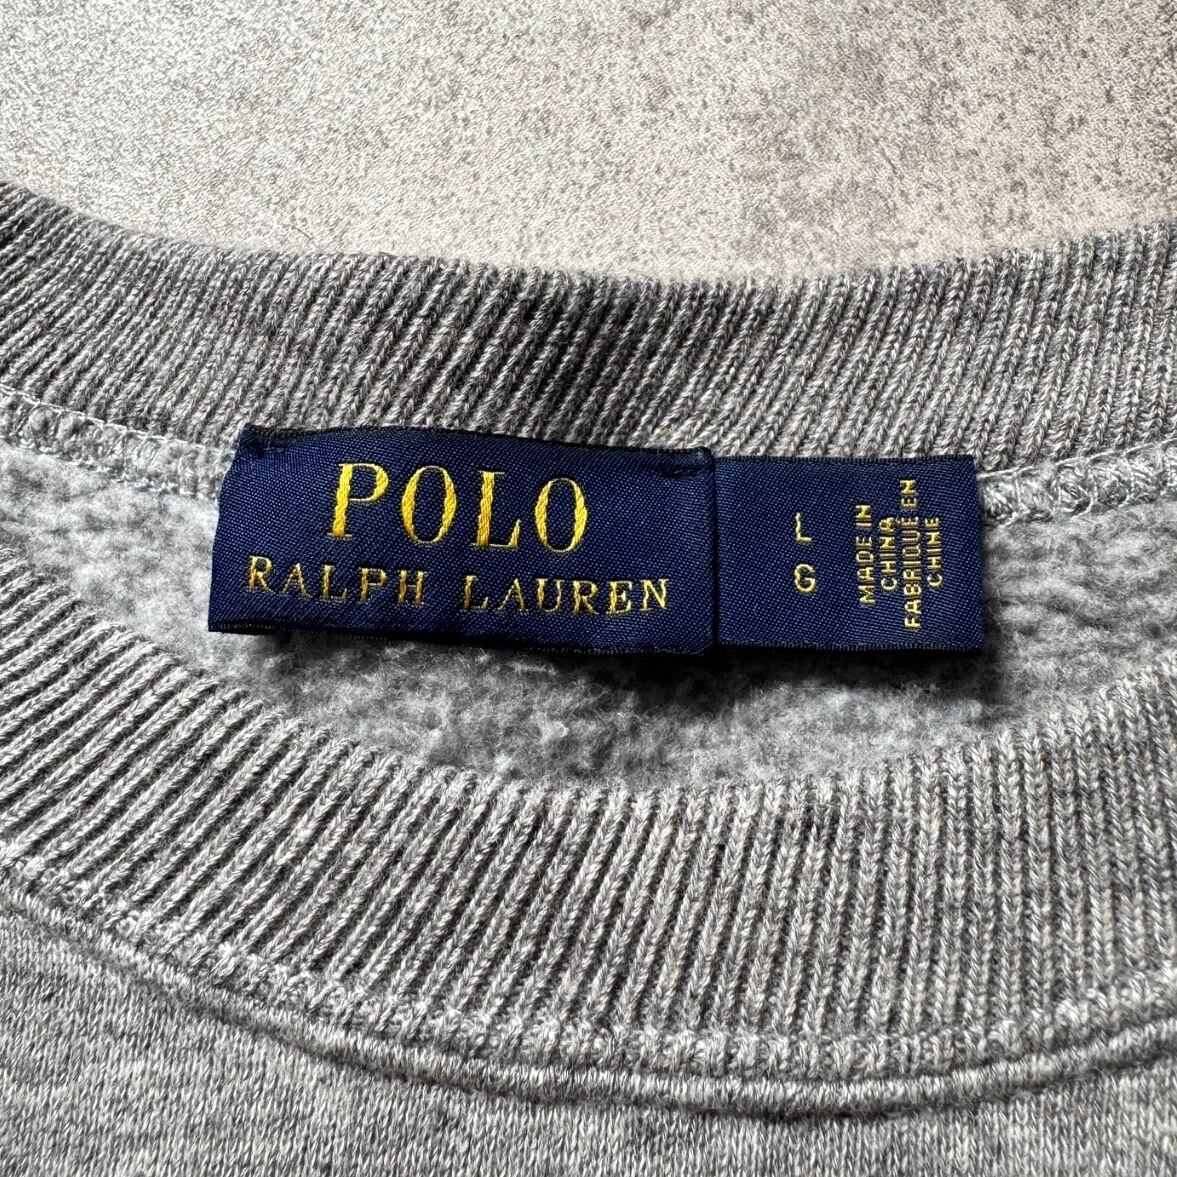 POLO
RALPH LAUREN
L
G
MADE IN
CHINA
FABRIQUÉ EN
CHINE